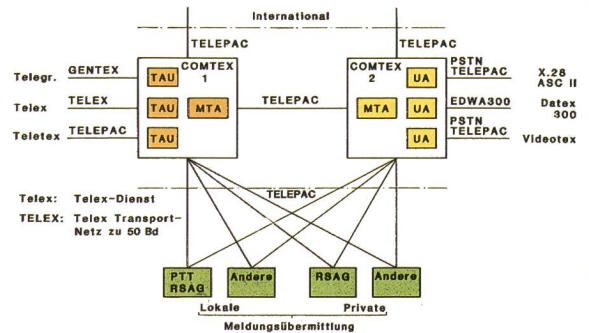 International
TELEPAC
TELEPAC
Telegr.
GENTEX
TAU
COMTEX
1
Telex
TELEX
TAU
MTA
Teletex
TELEPAC
TAU
TELEPAC
COMTEX
2
UA
PSTN
TELEPAC
X.28
ASC II
MTA
UA
EDWA300
Datex
300
UA
PSTN
TELEPAC
Videotex
TELEPAC
Telex: Telex-Dienst
TELEX: Telex Transport-
Netz zu 50 Bd
PTT
RSAG
Andere
RSAG
Andere
Lokale
Private
Meldungsübermittlung